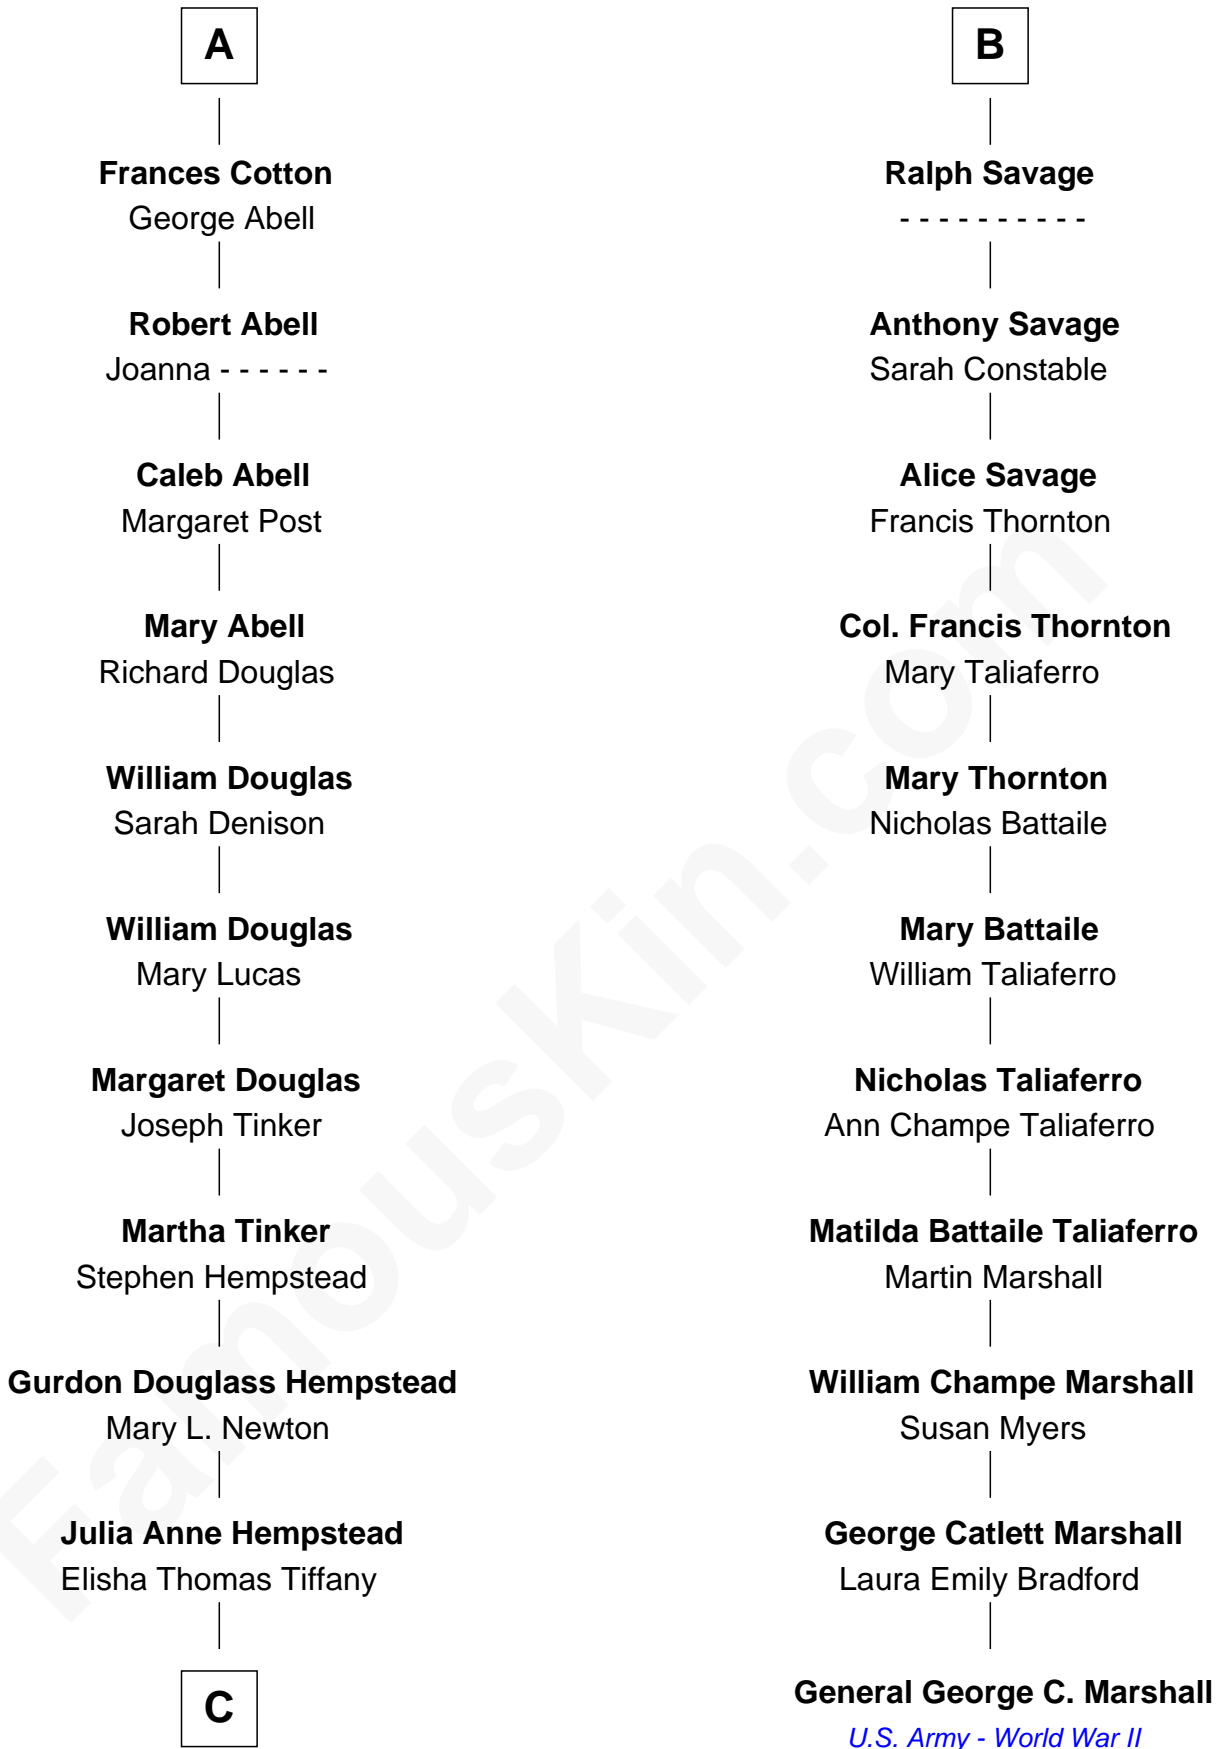 A
Frances Cotton
George Abell
Robert Abell
Joanna - - - - - -
Caleb Abell
Margaret Post
Mary Abell
Richard Douglas
William Douglas
Sarah Denison
William Douglas
Mary Lucas
Margaret Douglas
Joseph Tinker
Martha Tinker
Stephen Hempstead
Gurdon Douglass Hempstead
Mary L. Newton
Julia Anne Hempstead
Elisha Thomas Tiffany
C
B
Ralph Savage
- - - - - - - - - -
Anthony Savage
Sarah Constable
Alice Savage
Francis Thornton
Col. Francis Thornton
Mary Taliaferro
Mary Thornton
Nicholas Battaile
Mary Battaile
William Taliaferro
Nicholas Taliaferro
Ann Champe Taliaferro
Matilda Battaile Taliaferro
Martin Marshall
William Champe Marshall
Susan Myers
George Catlett Marshall
Laura Emily Bradford
General George C. Marshall
U.S. Army - World War II
FamousKin.com